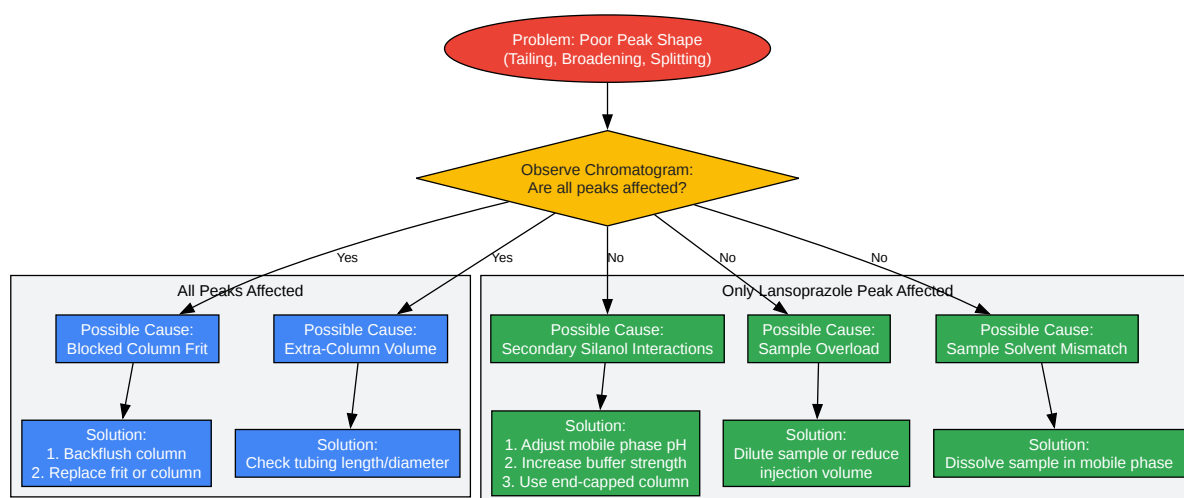 Problem: Poor Peak Shape
(Tailing, Broadening, Splitting)
Observe Chromatogram:
Are all peaks affected?
Yes
Yes
No
No
No
All Peaks Affected
Only Lansoprazole Peak Affected
Possible Cause:
Blocked Column Frit
Possible Cause:
Extra-Column Volume
Possible Cause:
Secondary Silanol Interactions
Possible Cause:
Sample Overload
Possible Cause:
Sample Solvent Mismatch
Solution:
1. Backflush column
2. Replace frit or column
Solution:
Check tubing length/diameter
Solution:
1. Adjust mobile phase pH
2. Increase buffer strength
3. Use end-capped column
Solution:
Dilute sample or reduce
injection volume
Solution:
Dissolve sample in mobile phase